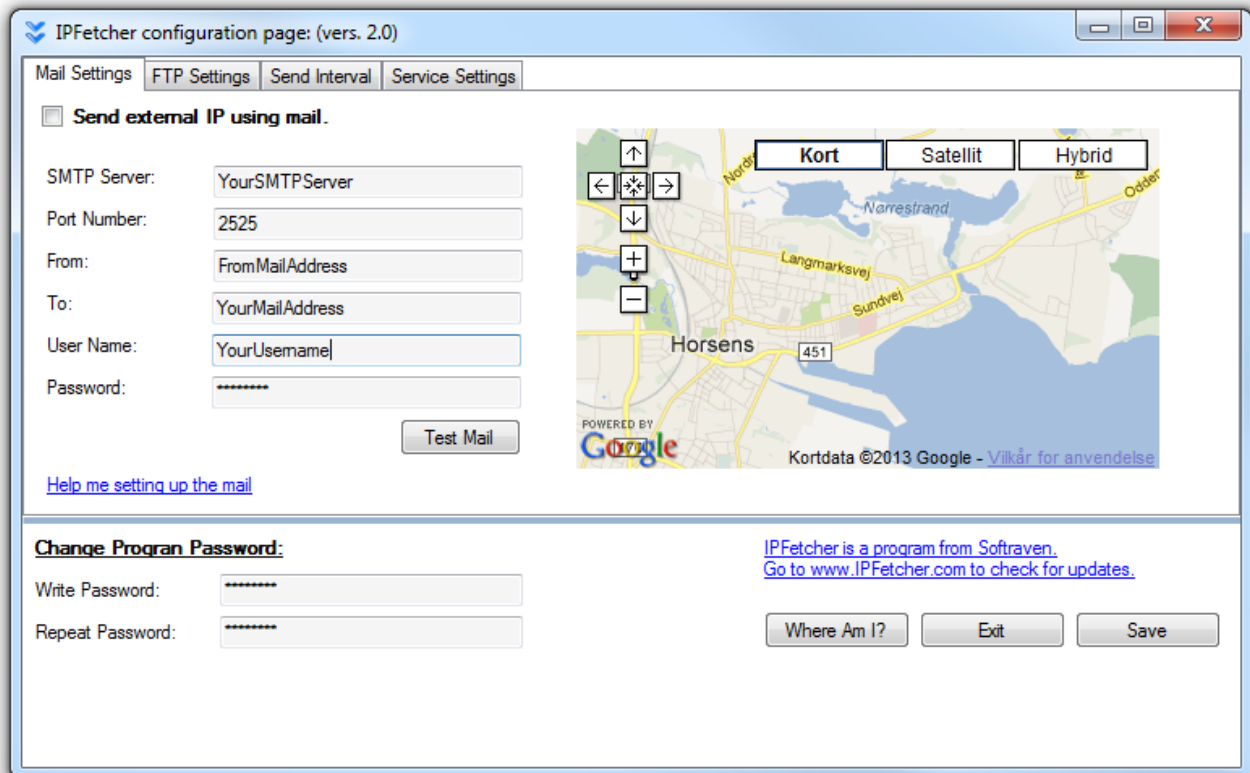 IPFetcher configuration page: (vers. 2.0)
Mail Settings FTP Settings Send Interval Service Settings
Send external IP using mail.
SMTP Server: YourSMTPServer
Port Number: 2525
From: FromMailAddress
To: YourMailAddress
User Name: YourUsername
Password: ********
Test Mail
Help me setting up the mail
Kort Satellit Hybrid
Nørrestrand
Langmarksvej
Sundvej
Horsens
451
POWERED BY
Google
Kortdata ©2013 Google - Vilkår for anvendelse
Change Progran Password:
Write Password: ********
Repeat Password: ********
IPFetcher is a program from Softraven.
Go to www.IPFetcher.com to check for updates.
Where Am I? Exit Save